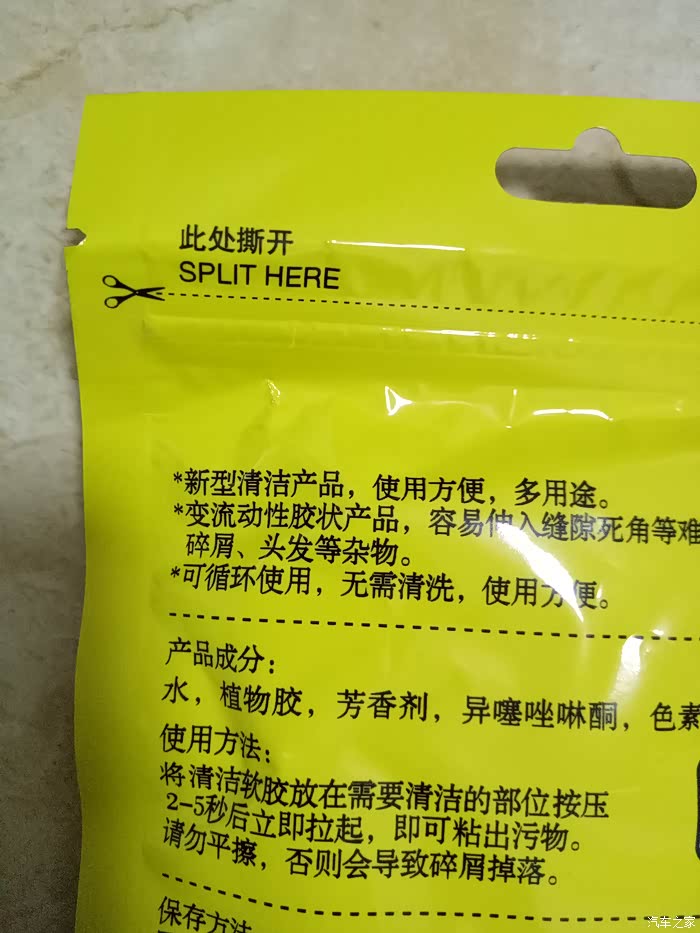 此处撕开
SPLIT HERE
*新型清洁产品，使用方便，多用途。
*变流动性胶状产品，容易伸入缝隙死角等难
碎屑、头发等杂物。
*可循环使用，无需清洗，使用方便。
产品成分：
水，植物胶，芳香剂，异噻唑啉酮，色素
使用方法：
将清洁软胶放在需要清洁的部位按压
2-5秒后立即拉起，即可粘出污物。
请勿平擦，否则会导致碎屑掉落。
保存方法
汽车之家